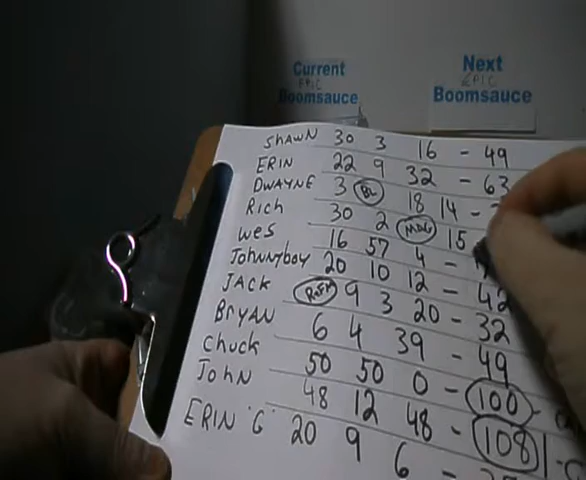 Current
EPIC
Boomsauce
Next
EPIC
Boomsauce
SHAWN 30 3 16 - 49
ERIN 22 9 32 - 63
DWAYNE 3 BL 18 14 -
Rich 30 2 MDG 15
Wes 16 57 4 -
Johnnyboy 20 10 12 - 42
JACK 9 3 20 - 32
BRYAN 6 4 39 - 49
Chuck 50 50 0 - 100
JOHN 48 12 48 - 108
ERIN "G" 20 9 6 -